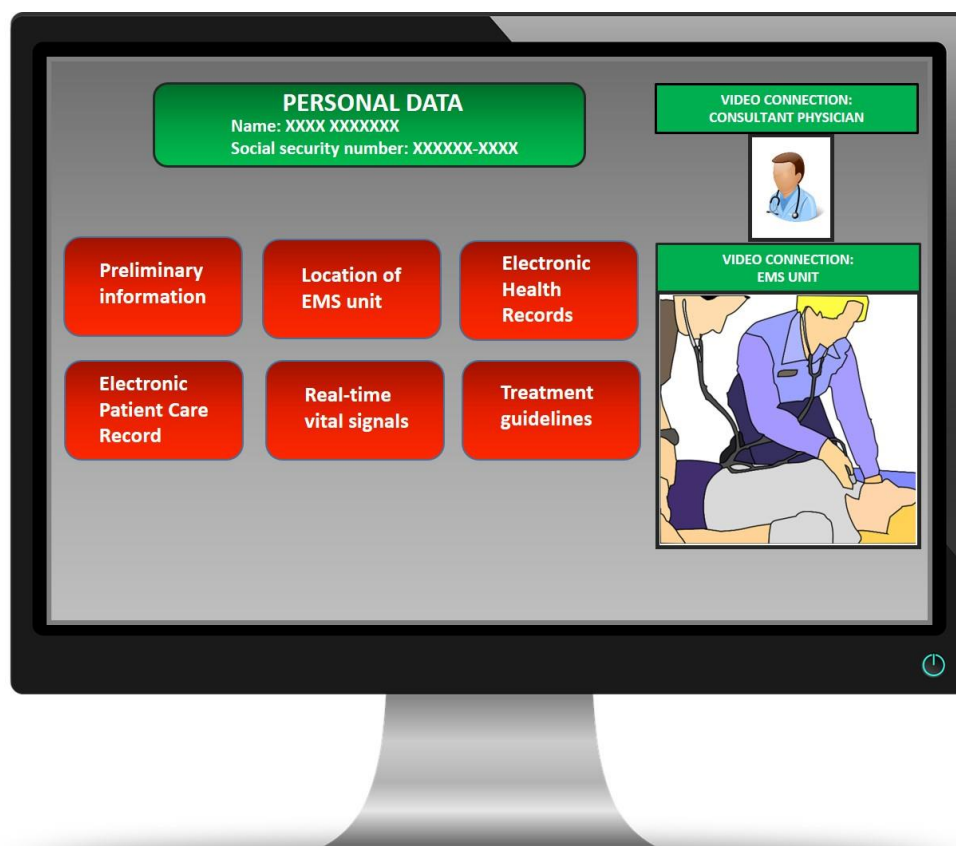 PERSONAL DATA
Name: XXXX XXXXXXX
Social security number: XXXXXX-XXXX
VIDEO CONNECTION:
CONSULTANT PHYSICIAN
Preliminary
information
Location of
EMS unit
Electronic
Health
Records
VIDEO CONNECTION:
EMS UNIT
Electronic
Patient Care
Record
Real-time
vital signals
Treatment
guidelines